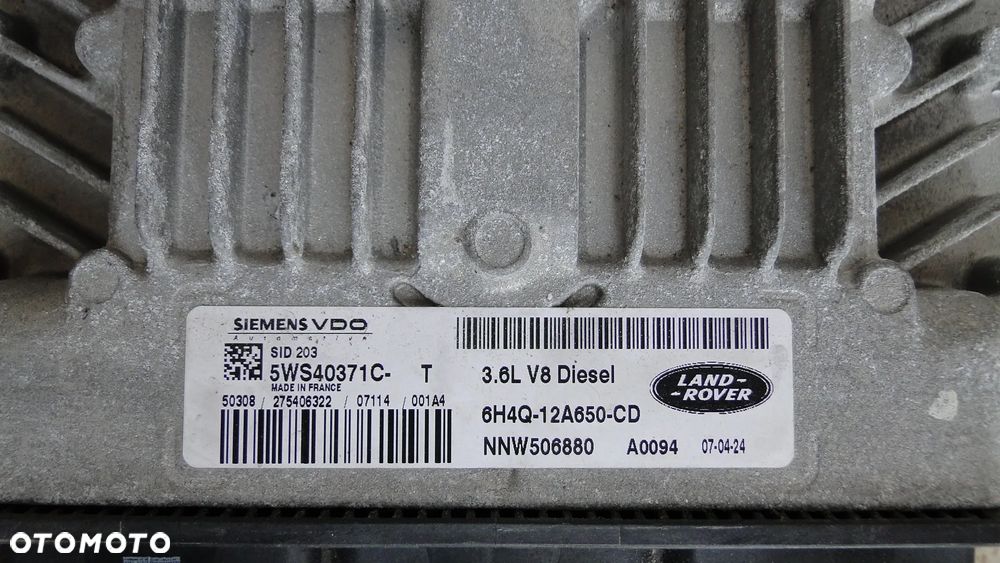 SIEMENS VDO
Automotive
SID 203
5WS40371C- T
MADE IN FRANCE
50308 / 275406322 / 07114 / 001A4
3.6L V8 Diesel
LAND-
-ROVER
6H4Q-12A650-CD
NNW506880 A0094 07-04-24
OTOMOTO